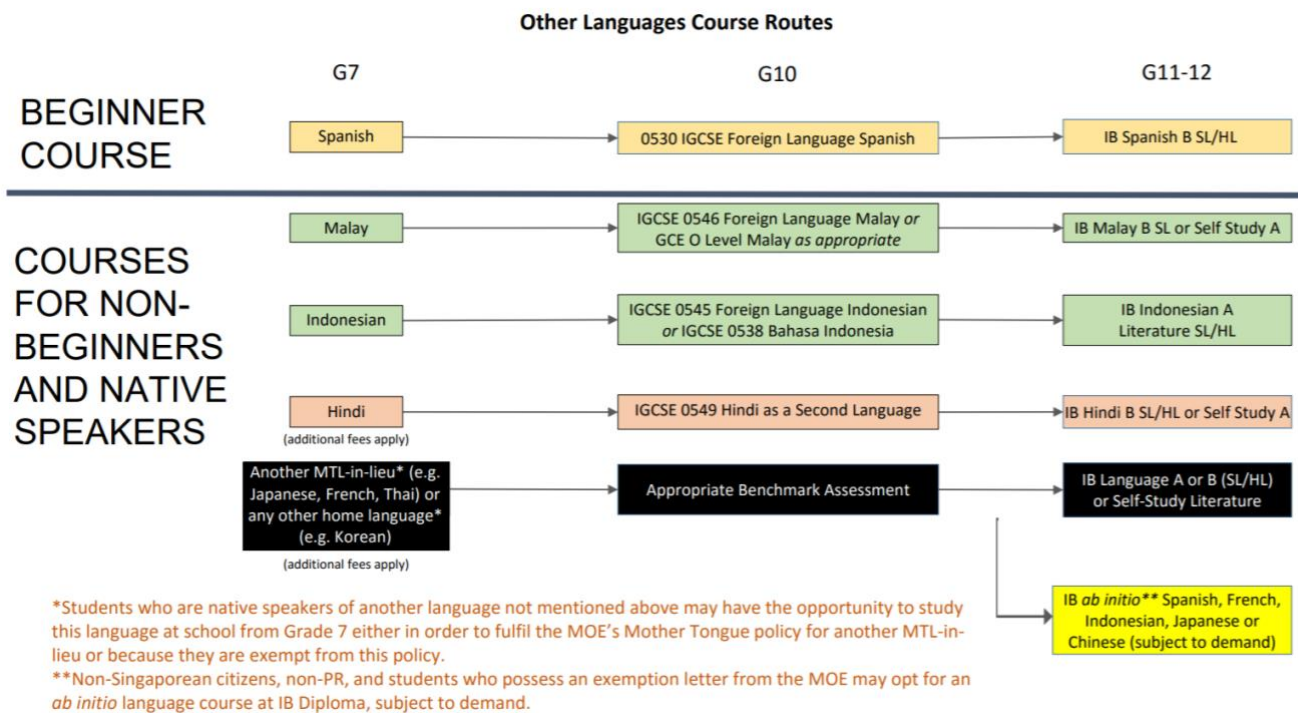 Other Languages Course Routes
G7
G10
G11-12
BEGINNER
COURSE
Spanish
0530 IGCSE Foreign Language Spanish
IB Spanish B SL/HL
COURSES
FOR NON-
BEGINNERS
AND NATIVE
SPEAKERS
Malay
IGCSE 0546 Foreign Language Malay or
GCE O Level Malay as appropriate
IB Malay B SL or Self Study A
Indonesian
IGCSE 0545 Foreign Language Indonesian
or IGCSE 0538 Bahasa Indonesia
IB Indonesian A
Literature SL/HL
Hindi
(additional fees apply)
IGCSE 0549 Hindi as a Second Language
IB Hindi B SL/HL or Self Study A
Another MTL-in-lieu* (e.g.
Japanese, French, Thai) or
any other home language*
(e.g. Korean)
(additional fees apply)
Appropriate Benchmark Assessment
IB Language A or B (SL/HL)
or Self-Study Literature
IB ab initio** Spanish, French,
Indonesian, Japanese or
Chinese (subject to demand)
*Students who are native speakers of another language not mentioned above may have the opportunity to study
this language at school from Grade 7 either in order to fulfil the MOE's Mother Tongue policy for another MTL-in-
lieu or because they are exempt from this policy.
**Non-Singaporean citizens, non-PR, and students who possess an exemption letter from the MOE may opt for an
ab initio language course at IB Diploma, subject to demand.